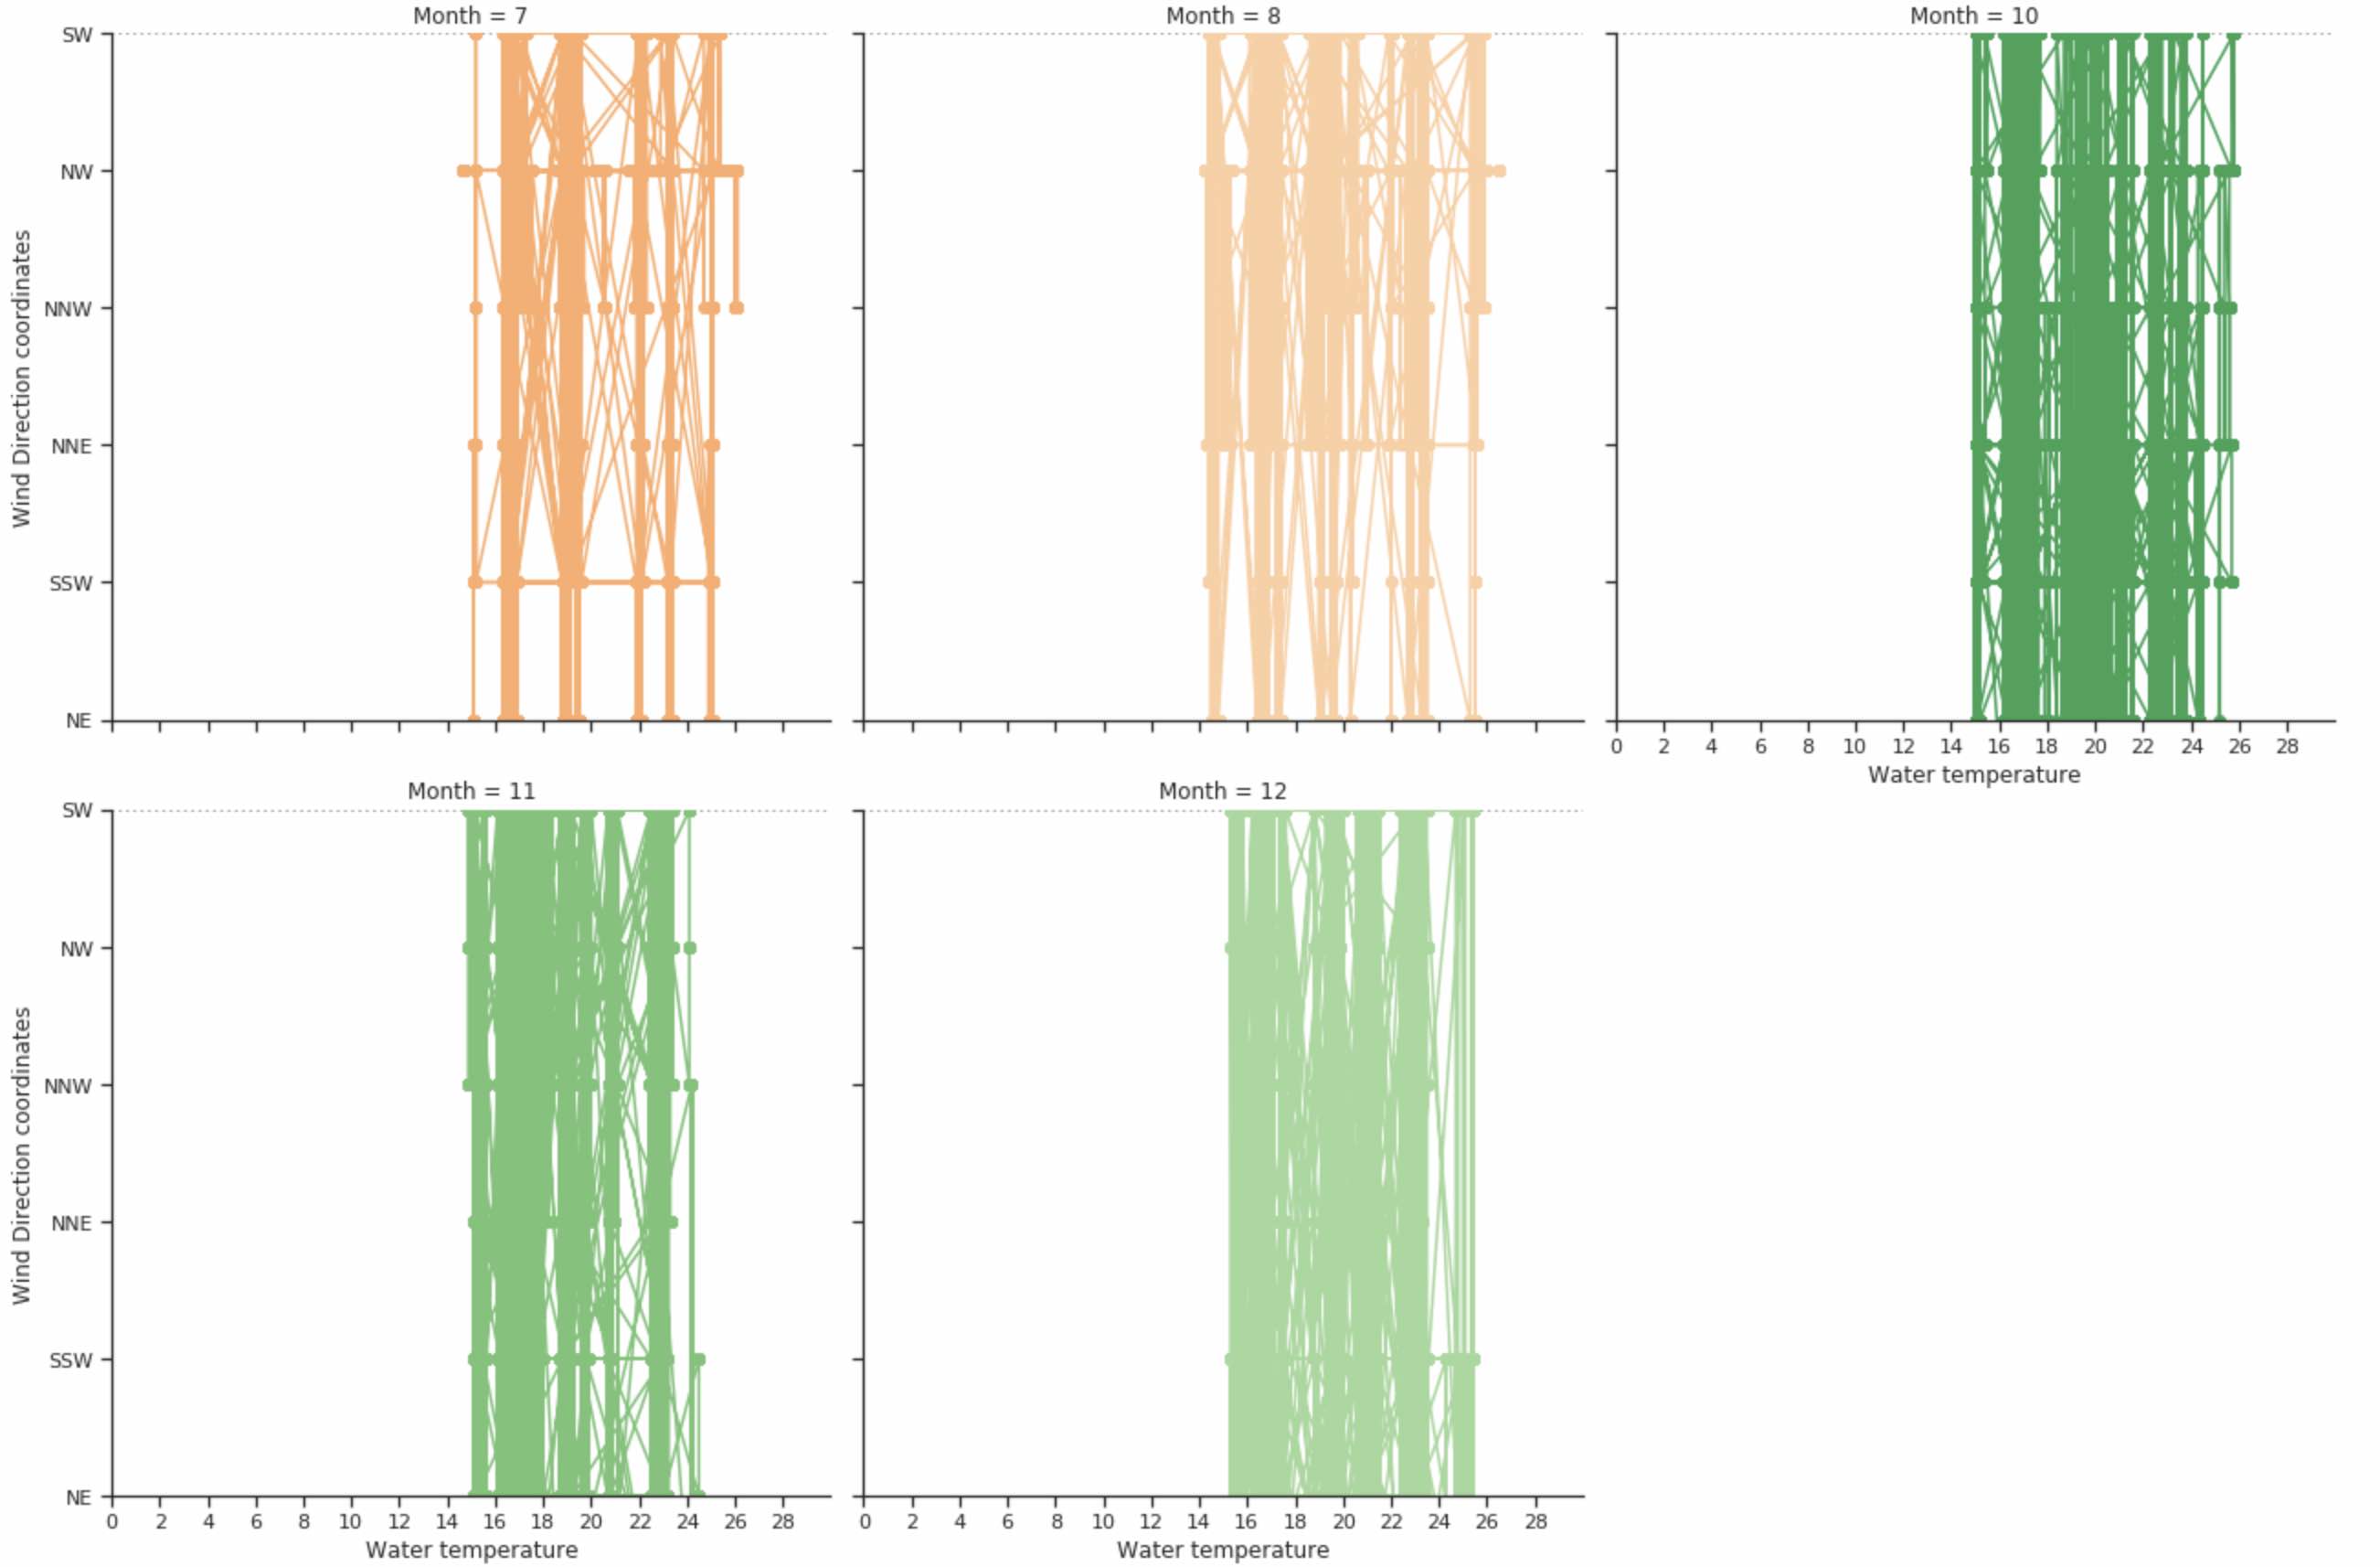 Month = 7
Month = 8
Month = 10
Wind Direction coordinates
SW
NW
NNW
NNE
SSW
NE
0 2 4 6 8 10 12 14 16 18 20 22 24 26 28
Water temperature
Month = 11
Month = 12
Wind Direction coordinates
SW
NW
NNW
NNE
SSW
NE
0 2 4 6 8 10 12 14 16 18 20 22 24 26 28
0 2 4 6 8 10 12 14 16 18 20 22 24 26 28
Water temperature
Water temperature